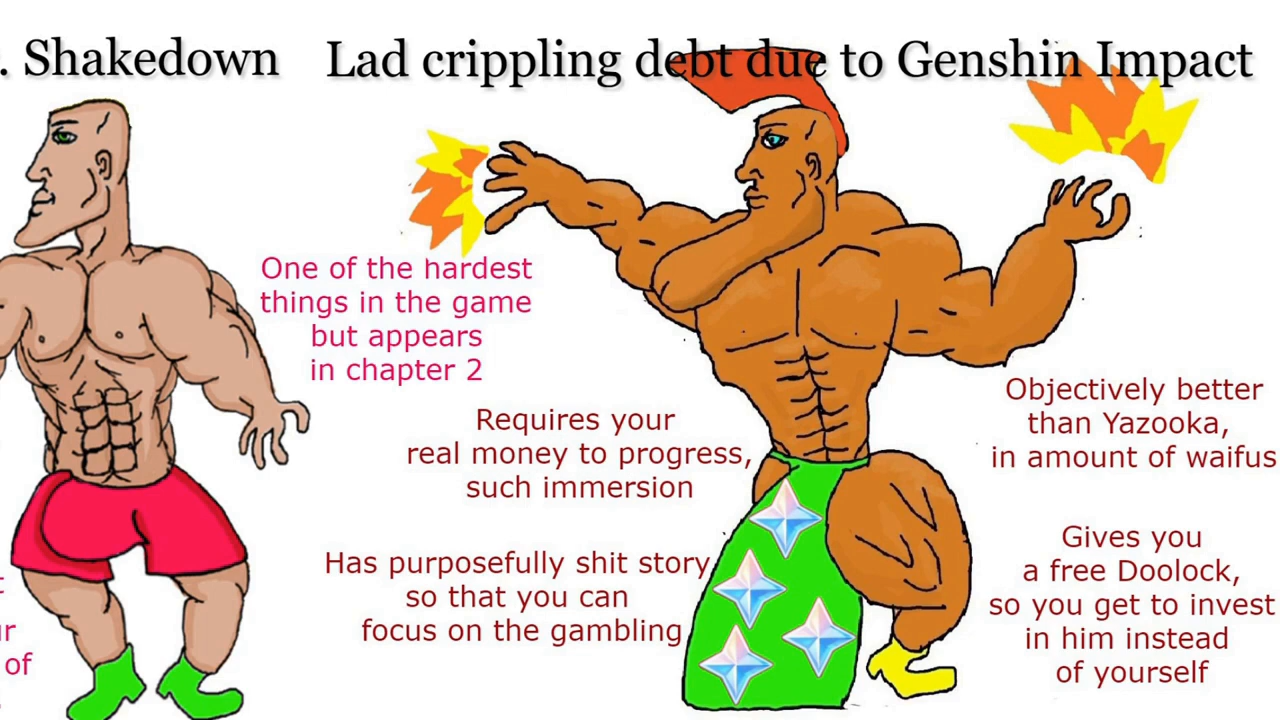 . Shakedown
Lad crippling debt due to Genshin Impact
One of the hardest
things in the game
but appears
in chapter 2
Requires your
real money to progress,
such immersion
Has purposefully shit story
so that you can
focus on the gambling
Objectively better
than Yazooka,
in amount of waifus
Gives you
a free Doolock,
so you get to invest
in him instead
of yourself
of